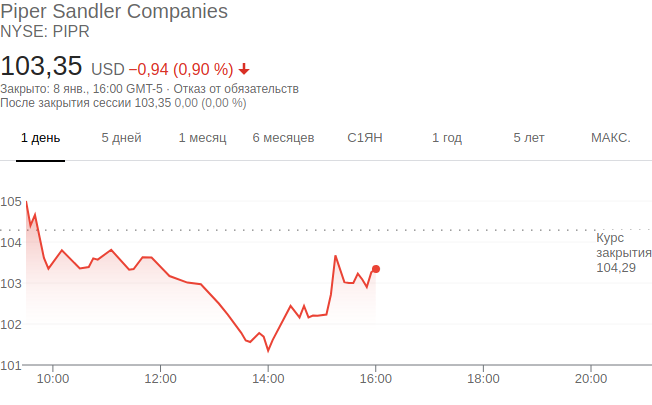 Piper Sandler Companies
NYSE: PIPR
103,35 USD −0,94 (0,90 %)
Закрыто: 8 янв., 16:00 GMT-5 · Отказ от обязательств
После закрытия сессии 103,35 0,00 (0,00 %)
1 день 5 дней 1 месяц 6 месяцев С1ЯН 1 год 5 лет МАКС.
105
104
103
102
101
Курс
закрытия
104,29
10:00 12:00 14:00 16:00 18:00 20:00